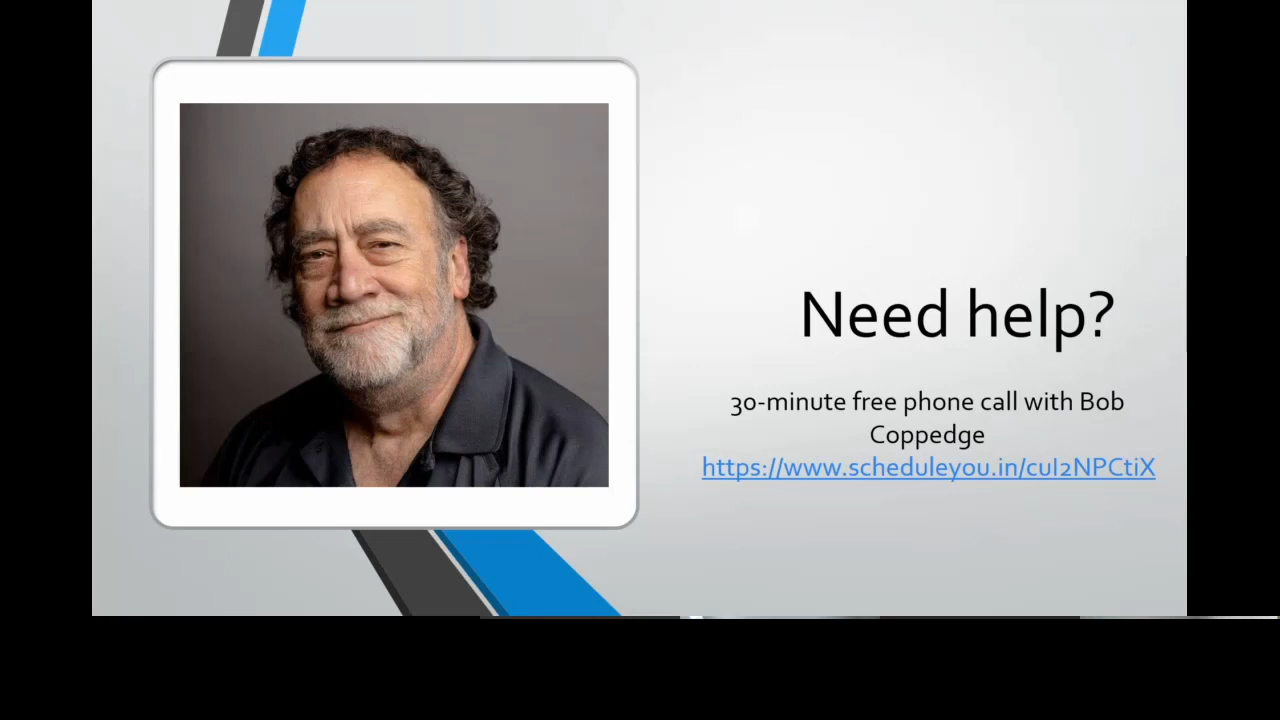 Need help?
30-minute free phone call with Bob
Coppedge
https://www.scheduleyou.in/cuI2NPCtiX